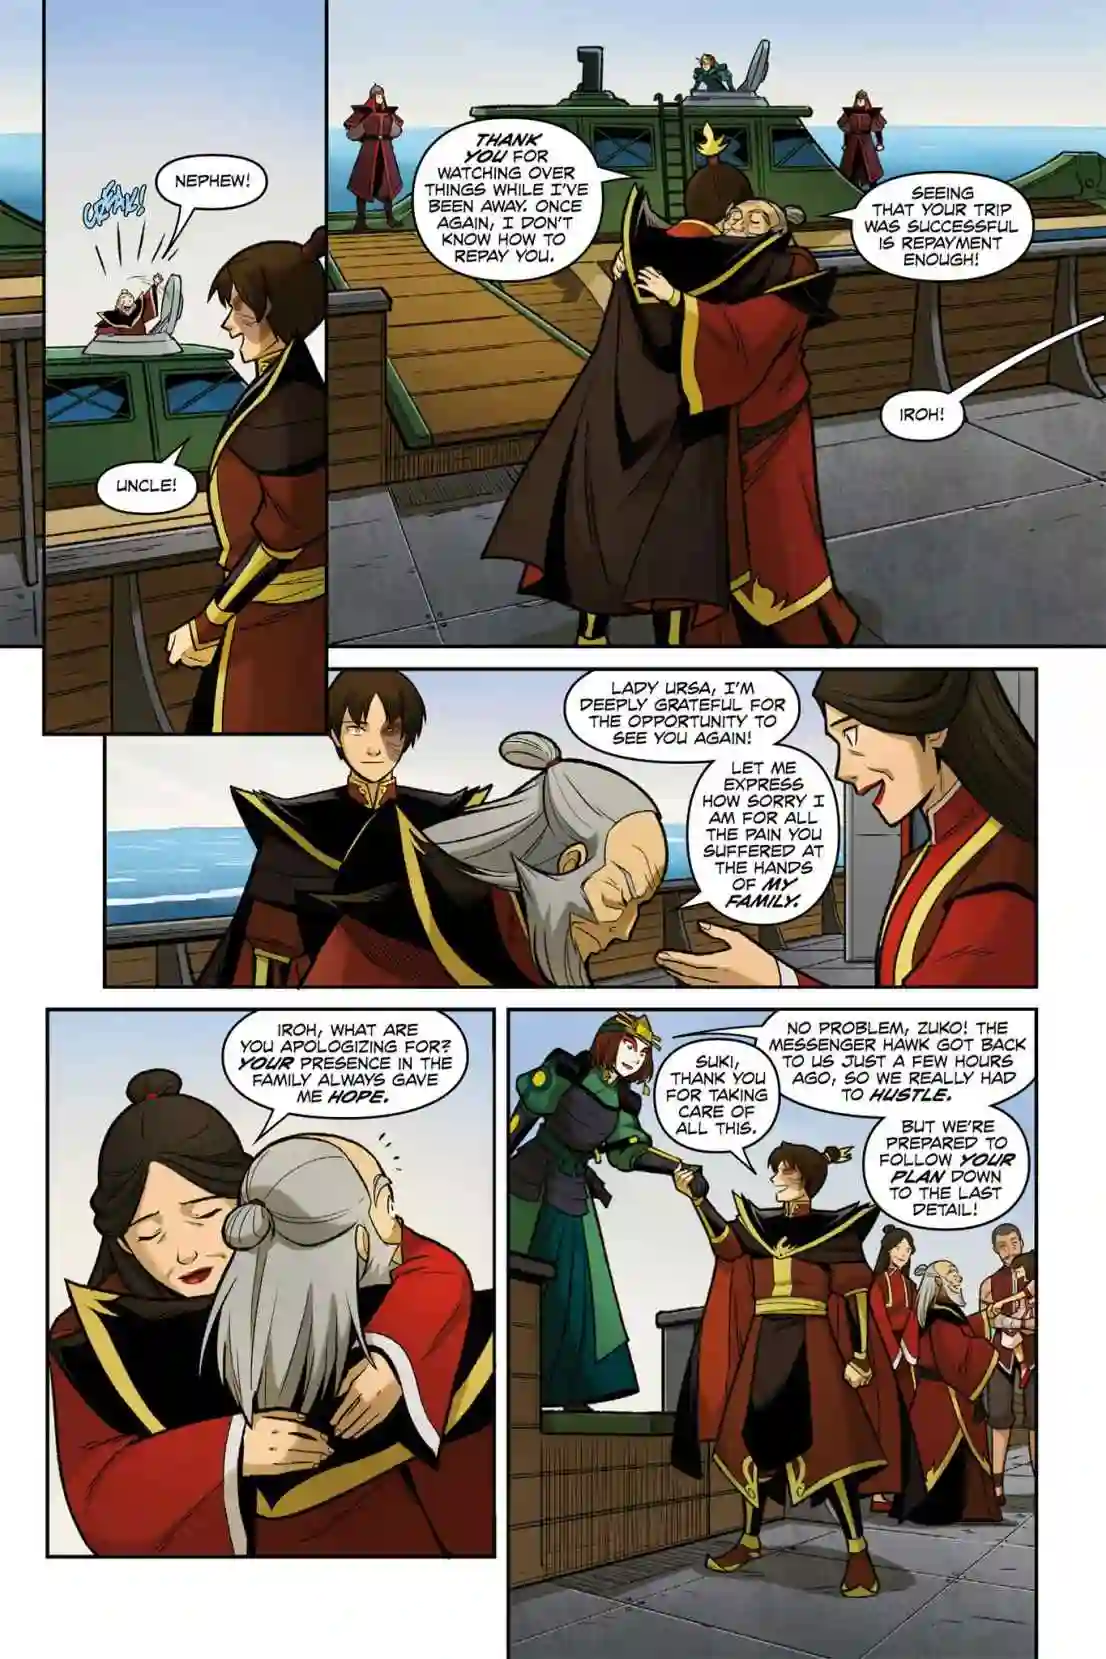 CREAK!
NEPHEW!
UNCLE!
THANK
YOU FOR
WATCHING OVER
THINGS WHILE I'VE
BEEN AWAY. ONCE
AGAIN, I DON'T
KNOW HOW TO
REPAY YOU.
SEEING
THAT YOUR TRIP
WAS SUCCESSFUL
IS REPAYMENT
ENOUGH!
IROH!
LADY URSA, I'M
DEEPLY GRATEFUL FOR
THE OPPORTUNITY TO
SEE YOU AGAIN!
LET ME
EXPRESS
HOW SORRY I
AM FOR ALL
THE PAIN YOU
SUFFERED AT
THE HANDS
OF MY
FAMILY.
IROH, WHAT ARE
YOU APOLOGIZING FOR?
YOUR PRESENCE IN THE
FAMILY ALWAYS GAVE
ME HOPE.
SUKI,
THANK YOU
FOR TAKING
CARE OF
ALL THIS.
NO PROBLEM, ZUKO! THE
MESSENGER HAWK GOT BACK
TO US JUST A FEW HOURS
AGO, SO WE REALLY HAD
TO HUSTLE.
BUT WE'RE
PREPARED TO
FOLLOW YOUR
PLAN DOWN
TO THE LAST
DETAIL!